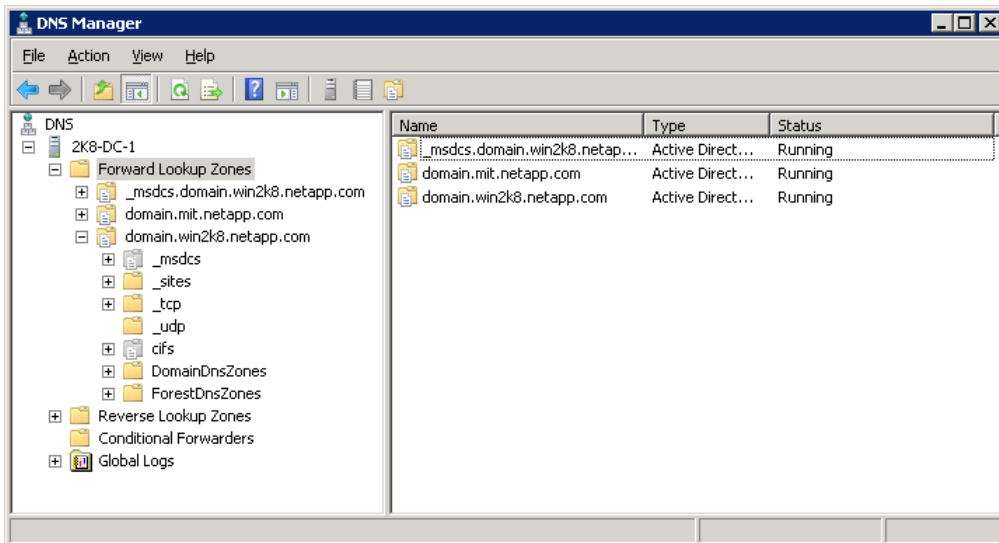 DNS Manager
File Action View Help
DNS
2K8-DC-1
Forward Lookup Zones
_msdcs.domain.win2k8.netapp.com
domain.mit.netapp.com
domain.win2k8.netapp.com
_msdcs
_sites
_tcp
_udp
cifs
DomainDnsZones
ForestDnsZones
Reverse Lookup Zones
Conditional Forwarders
Global Logs
Name Type Status
_msdcs.domain.win2k8.netap... Active Direct... Running
domain.mit.netapp.com Active Direct... Running
domain.win2k8.netapp.com Active Direct... Running